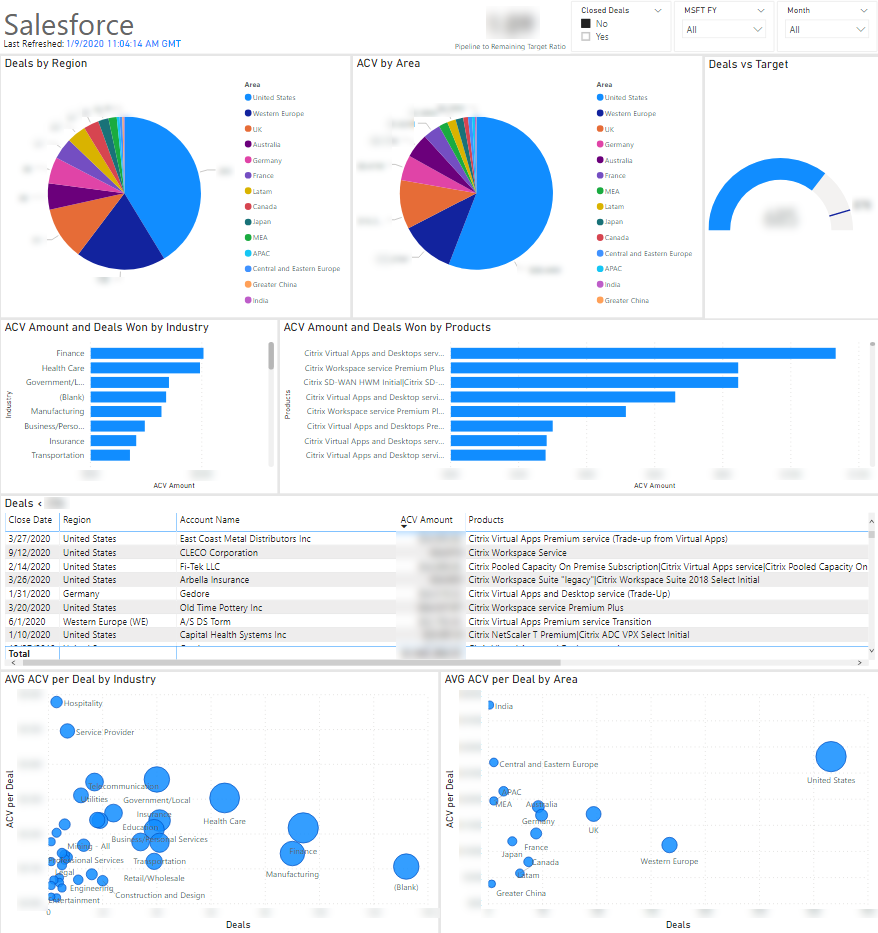 Salesforce
Last Refreshed: 1/9/2020 11:04:14 AM GMT
Pipeline to Remaining Target Ratio
Closed Deals
No
Yes
MSFT FY
All
Month
All
Deals by Region
Area
United States
Western Europe
UK
Australia
Germany
France
Latam
Canada
Japan
MEA
APAC
Central and Eastern Europe
Greater China
India
ACV by Area
Area
United States
Western Europe
UK
Germany
Australia
France
MEA
Latam
Japan
Canada
Central and Eastern Europe
APAC
India
Greater China
Deals vs Target
ACV Amount and Deals Won by Industry
Industry
Finance
Health Care
Government/L...
(Blank)
Manufacturing
Business/Perso...
Insurance
Transportation
ACV Amount
ACV Amount and Deals Won by Products
Products
Citrix Virtual Apps and Desktops serv...
Citrix Workspace service Premium Plus
Citrix SD-WAN HWM Initial|Citrix SD-...
Citrix Virtual Apps and Desktop servi...
Citrix Workspace service Premium Pl...
Citrix Virtual Apps and Desktops Pre...
Citrix Virtual Apps and Desktop serv...
Citrix Virtual Apps and Desktop servi...
ACV Amount
Deals <
Close Date Region Account Name ACV Amount Products
3/27/2020 United States East Coast Metal Distributors Inc Citrix Virtual Apps Premium service (Trade-up from Virtual Apps)
9/12/2020 United States CLECO Corporation Citrix Workspace Service
2/14/2020 United States Fi-Tek LLC Citrix Pooled Capacity On Premise Subscription|Citrix Virtual Apps service|Citrix Pooled Capacity On
3/26/2020 United States Arbella Insurance Citrix Workspace Suite "legacy"|Citrix Workspace Suite 2018 Select Initial
1/31/2020 Germany Gedore Citrix Virtual Apps and Desktop service (Trade-Up)
3/20/2020 United States Old Time Pottery Inc Citrix Workspace service Premium Plus
6/1/2020 Western Europe (WE) A/S DS Torm Citrix Virtual Apps Premium service Transition
1/10/2020 United States Capital Health Systems Inc Citrix NetScaler T Premium|Citrix ADC VPX Select Initial
Total
AVG ACV per Deal by Industry
ACV per Deal
Hospitality
Service Provider
Telecommunication
Utilities
Government/Local
Health Care
Insurance
Education
Business/Personal Services
Finance
Mining - All
Professional Services
Transportation
Legal
Manufacturing
Retail/Wholesale
(Blank)
Engineering
Construction and Design
Entertainment
0
Deals
AVG ACV per Deal by Area
ACV per Deal
India
Central and Eastern Europe
United States
APAC
MEA
Australia
Germany
UK
France
Japan
Canada
Western Europe
Latam
Greater China
Deals